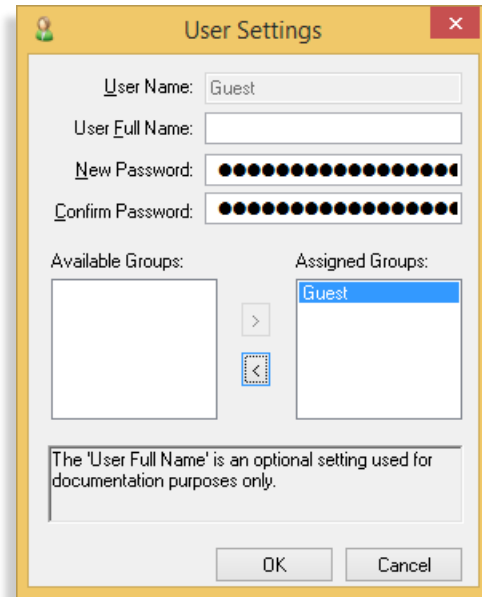 User Settings
User Name: Guest
User Full Name:
New Password: ●●●●●●●●●●●●●●●●●
Confirm Password: ●●●●●●●●●●●●●●●●●
Available Groups: Assigned Groups:
Guest
>
<
The 'User Full Name' is an optional setting used for
documentation purposes only.
OK Cancel